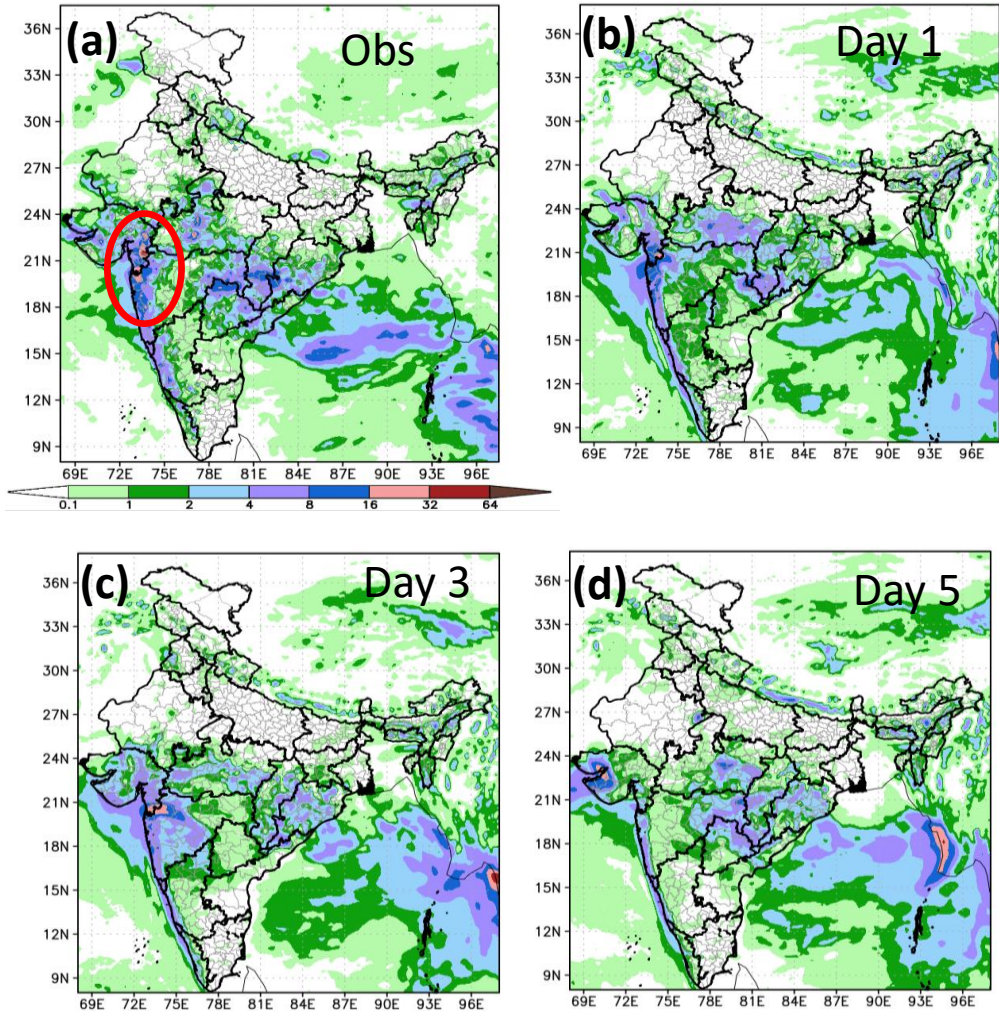 (a) Obs
36N
33N
30N
27N
24N
21N
18N
15N
12N
9N
69E 72E 75E 78E 81E 84E 87E 90E 93E 96E
0.1 1 2 4 8 16 32 64
(b) Day 1
36N
33N
30N
27N
24N
21N
18N
15N
12N
9N
69E 72E 75E 78E 81E 84E 87E 90E 93E 96E
(c) Day 3
36N
33N
30N
27N
24N
21N
18N
15N
12N
9N
69E 72E 75E 78E 81E 84E 87E 90E 93E 96E
(d) Day 5
36N
33N
30N
27N
24N
21N
18N
15N
12N
9N
69E 72E 75E 78E 81E 84E 87E 90E 93E 96E